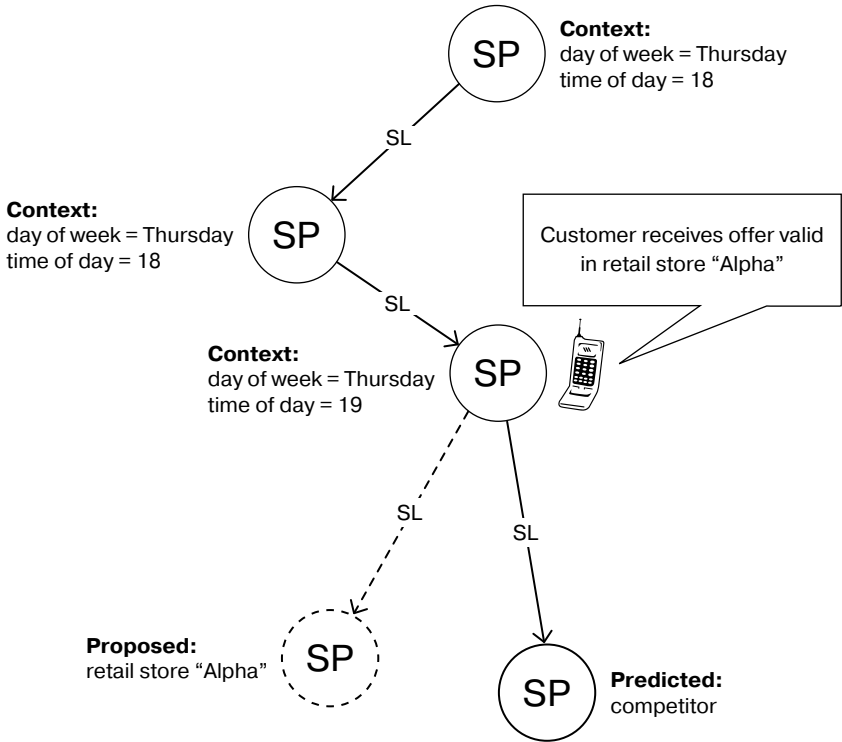 SP
Context:
day of week = Thursday
time of day = 18
SL
Context:
day of week = Thursday
time of day = 18
SP
Customer receives offer valid
in retail store “Alpha”
SL
Context:
day of week = Thursday
time of day = 19
SP
SL
SL
Proposed:
retail store “Alpha”
SP
SP
Predicted:
competitor